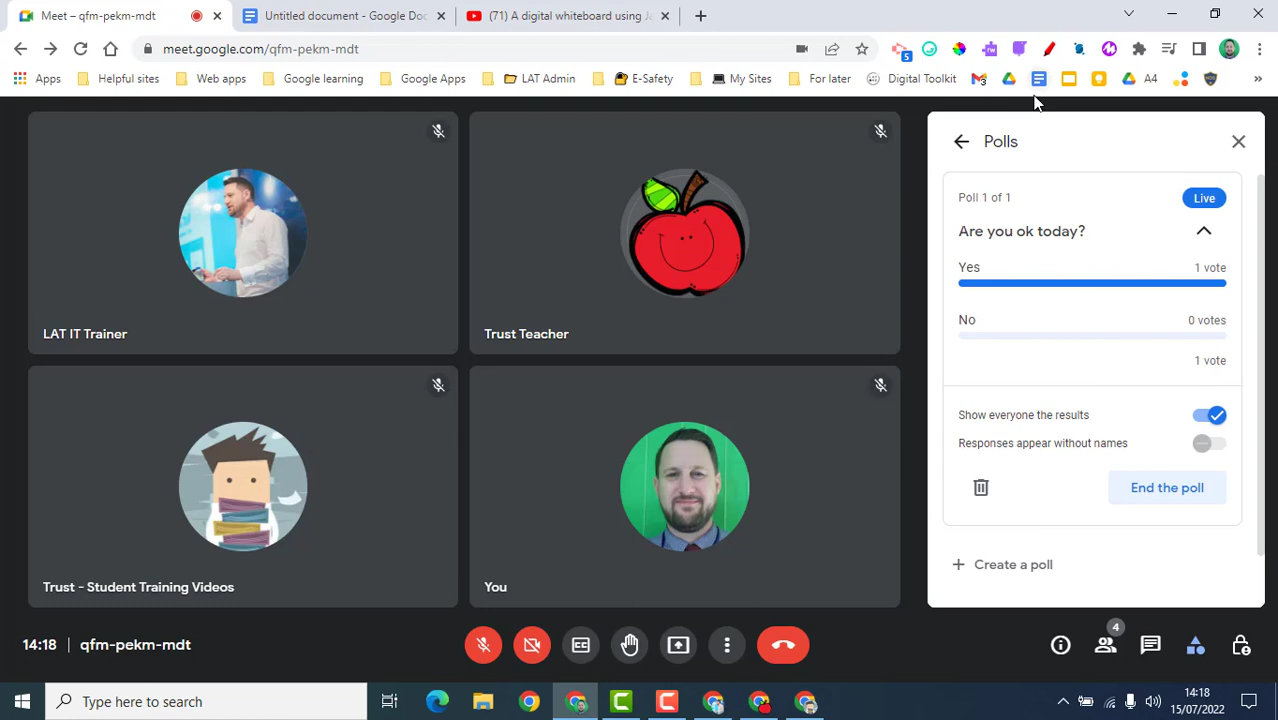 Meet – qfm-pekm-mdt
Untitled document - Google Doc
(71) A digital whiteboard using Ja
meet.google.com/qfm-pekm-mdt
5
Apps
Helpful sites
Web apps
Google learning
Google Apps
LAT Admin
E-Safety
My Sites
For later
Digital Toolkit
3
A4
»
LAT IT Trainer
Trust Teacher
Trust - Student Training Videos
You
Polls
Poll 1 of 1
Live
Are you ok today?
Yes
1 vote
No
0 votes
1 vote
Show everyone the results
Responses appear without names
End the poll
+ Create a poll
14:18 | qfm-pekm-mdt
CC
4
Type here to search
14:18
15/07/2022